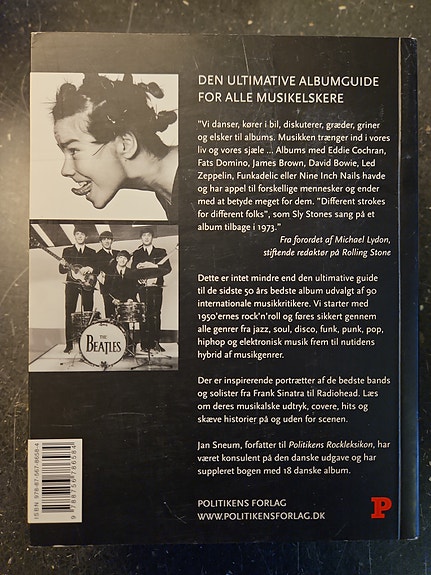 DEN ULTIMATIVE ALBUMGUIDE
FOR ALLE MUSIKELSKERE
"Vi danser, kører i bil, diskuterer, græder, griner
og elsker til albums. Musikken trænger ind i vores
liv og vores sjæle ... Albums med Eddie Cochran,
Fats Domino, James Brown, David Bowie, Led
Zeppelin, Funkadelic eller Nine Inch Nails havde
og har appel til forskellige mennesker og ender
med at betyde meget for dem. "Different strokes
for different folks", som Sly Stones sang på et
album tilbage i 1973."
Fra forordet af Michael Lydon,
stiftende redaktør på Rolling Stone
Dette er intet mindre end den ultimative guide
til de sidste 50 års bedste album udvalgt af 90
internationale musikkritikere. Vi starter med
1950'ernes rock'n'roll og føres sikkert gennem
alle genrer fra jazz, soul, disco, funk, punk, pop,
hiphop og elektronisk musik frem til nutidens
hybrid af musikgenrer.
Der er inspirerende portrætter af de bedste bands
og solister fra Frank Sinatra til Radiohead. Læs
om deres musikalske udtryk, covere, hits og
skæve historier på og uden for scenen.
Jan Sneum, forfatter til Politikens Rockleksikon, har
været konsulent på den danske udgave og har
suppleret bogen med 18 danske album.
POLITIKENS FORLAG
WWW.POLITIKENSFORLAG.DK
P
THE
BEATLES
ISBN: 978-87-567-8658-4
9 788756 786584